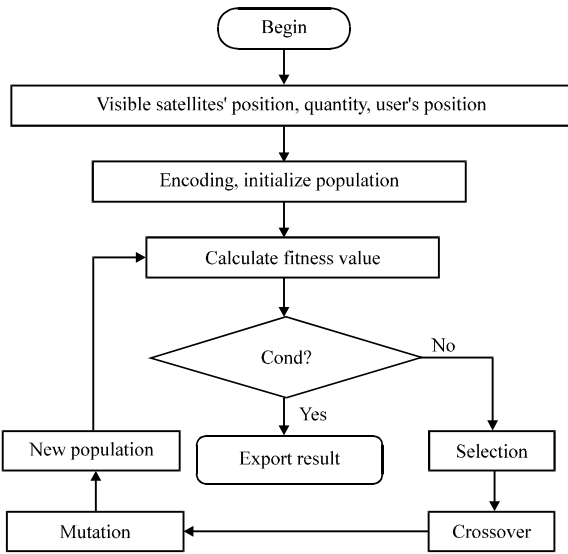 Begin
Visible satellites' position, quantity, user's position
Encoding, initialize population
Calculate fitness value
Cond?
No
Yes
New population
Export result
Selection
Mutation
Crossover